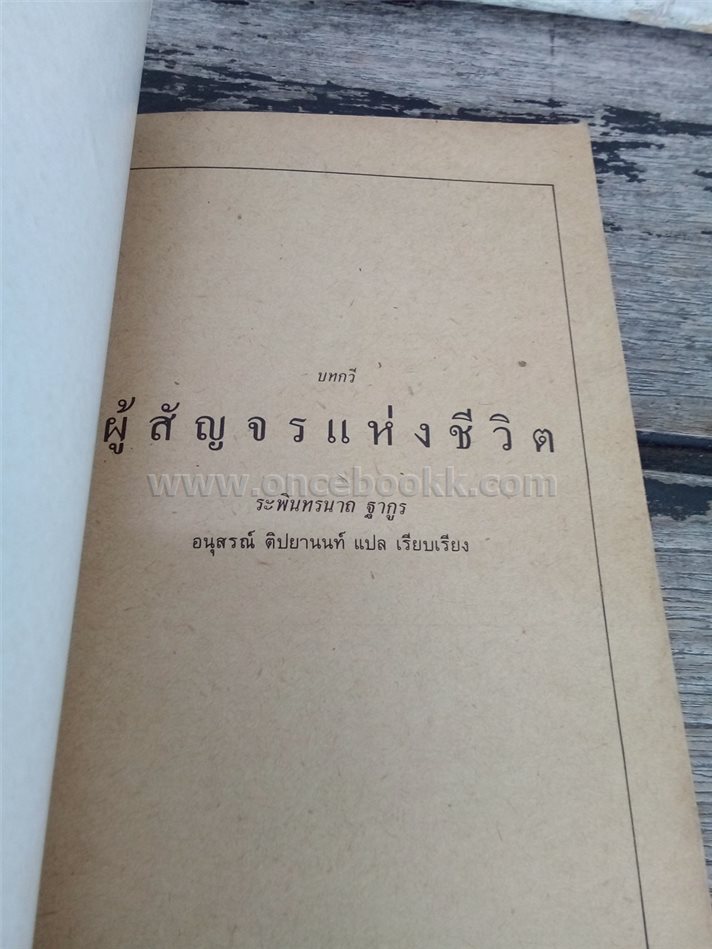 บทกวี
ผู้สัญจรแห่งชีวิต
www.oncebookk.com
ระพินทรนาถ ฐากูร
อนุสรณ์ ติปยานนท์ แปล เรียบเรียง